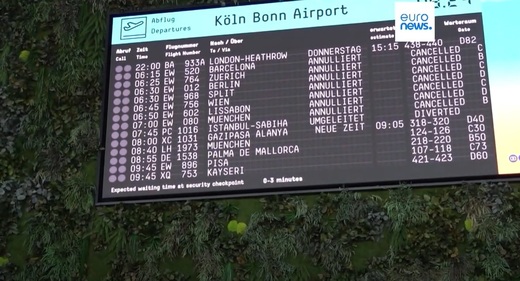 euronews.
Abflug
Departures
Köln Bonn Airport
Abruf Zeit Flugnummer Nach / Über erwartet Warteraum
Call Time Flight Number To / Via estimate Gate
22:00 BA 933A LONDON-HEATHROW DONNERSTAG 15:15 438-440 D82
06:15 EW 520 BARCELONA ANNULLIERT CANCELLED C
06:25 EW 764 ZUERICH ANNULLIERT CANCELLED C
06:30 EW 012 BERLIN ANNULLIERT CANCELLED D
06:30 EW 968 SPLIT ANNULLIERT CANCELLED C
06:45 EW 756 WIEN ANNULLIERT CANCELLED D
06:50 EW 602 LISSABON ANNULLIERT CANCELLED B
07:00 EW 080 MUENCHEN UMGELEITET DIVERTED
07:45 PC 1016 ISTANBUL-SABIHA NEUE ZEIT 09:05 318-320 D40
08:00 XC 1031 GAZIPASA ALANYA 124-126 C30
08:40 LH 1973 MUENCHEN 218-220 B50
08:55 DE 1538 PALMA DE MALLORCA 107-118 C73
09:45 EW 896 PISA 421-423 D60
09:45 XQ 753 KAYSERI
Expected waiting time at security checkpoint 0-3 minutes